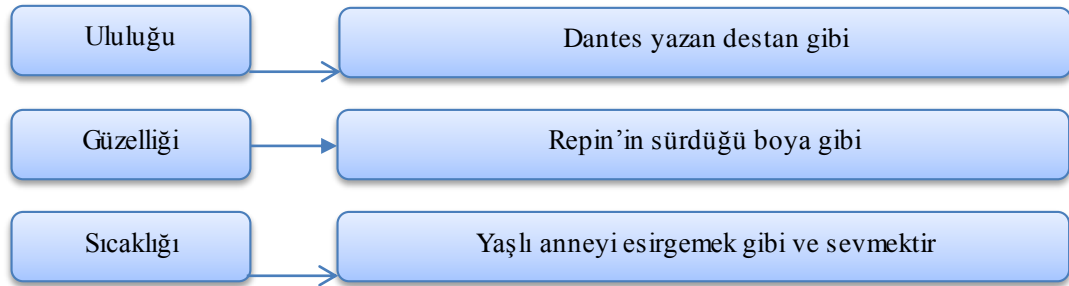 Ululuğu
Dantes yazan destan gibi
Güzelliği
Repin’in sürdüğü boya gibi
Sıcaklığı
Yaşlı anneyi esirgemek gibi ve sevmektir